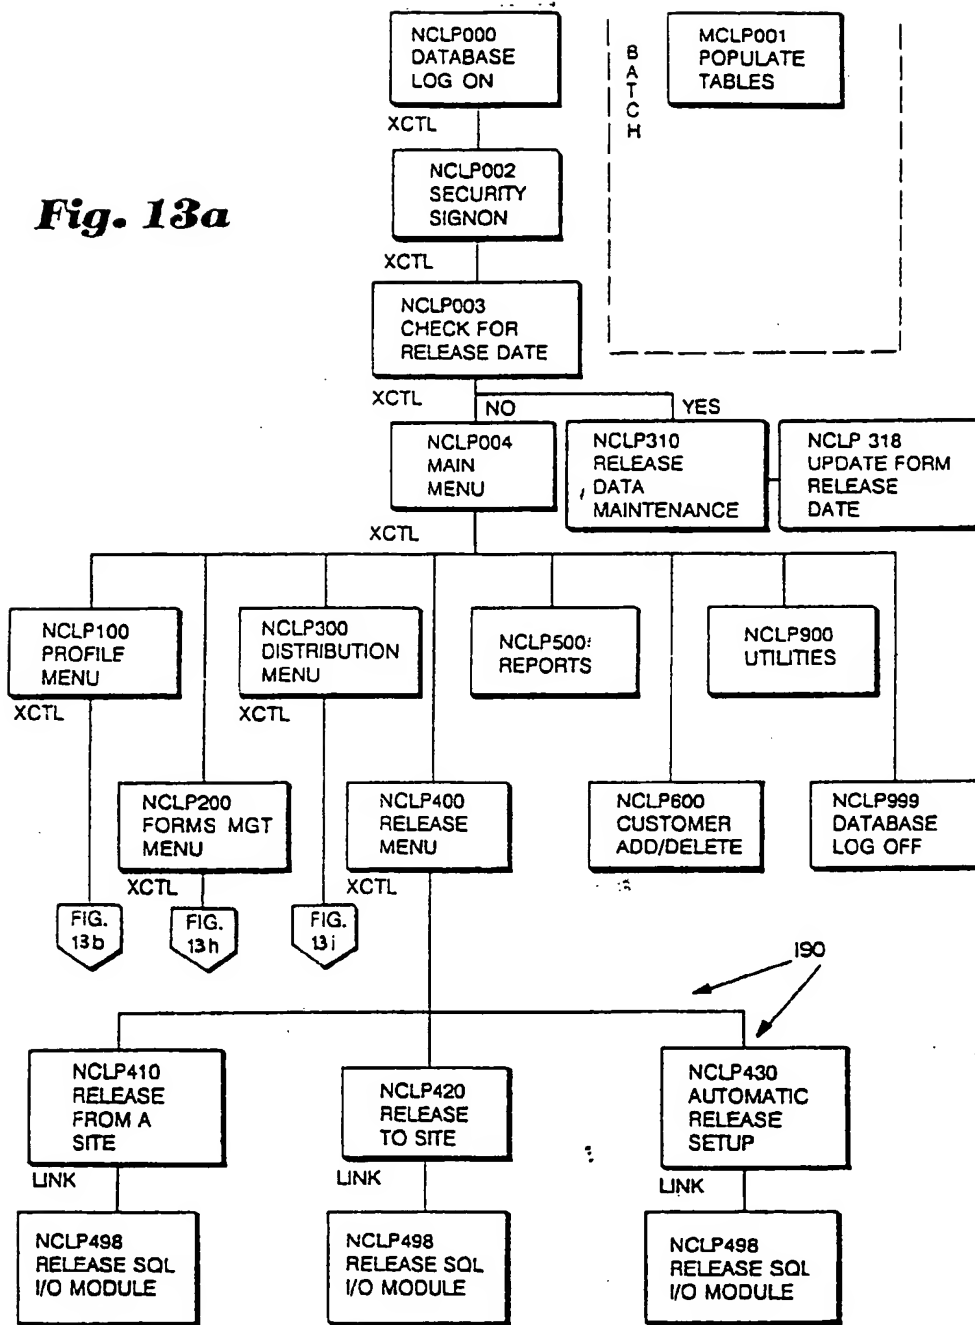 NCLP000
DATABASE
LOG ON
BATCH
MCLP001
POPULATE
TABLES
XCTL
NCLP002
SECURITY
SIGNON
Fig. 13a
XCTL
NCLP003
CHECK FOR
RELEASE DATE
XCTL
NO
YES
NCLP004
MAIN
MENU
NCLP310
RELEASE
DATA
MAINTENANCE
NCLP 318
UPDATE FORM
RELEASE
DATE
XCTL
NCLP100
PROFILE
MENU
XCTL
NCLP300
DISTRIBUTION
MENU
XCTL
NCLP500:
REPORTS
NCLP900
UTILITIES
NCLP200
FORMS MGT
MENU
XCTL
NCLP400
RELEASE
MENU
XCTL
NCLP600
CUSTOMER
ADD/DELETE
NCLP999
DATABASE
LOG OFF
FIG.
13b
FIG.
13h
FIG.
13i
190
NCLP410
RELEASE
FROM A
SITE
LINK
NCLP420
RELEASE
TO SITE
LINK
NCLP430
AUTOMATIC
RELEASE
SETUP
LINK
NCLP498
RELEASE SQL
I/O MODULE
NCLP498
RELEASE SQL
I/O MODULE
NCLP498
RELEASE SQL
I/O MODULE